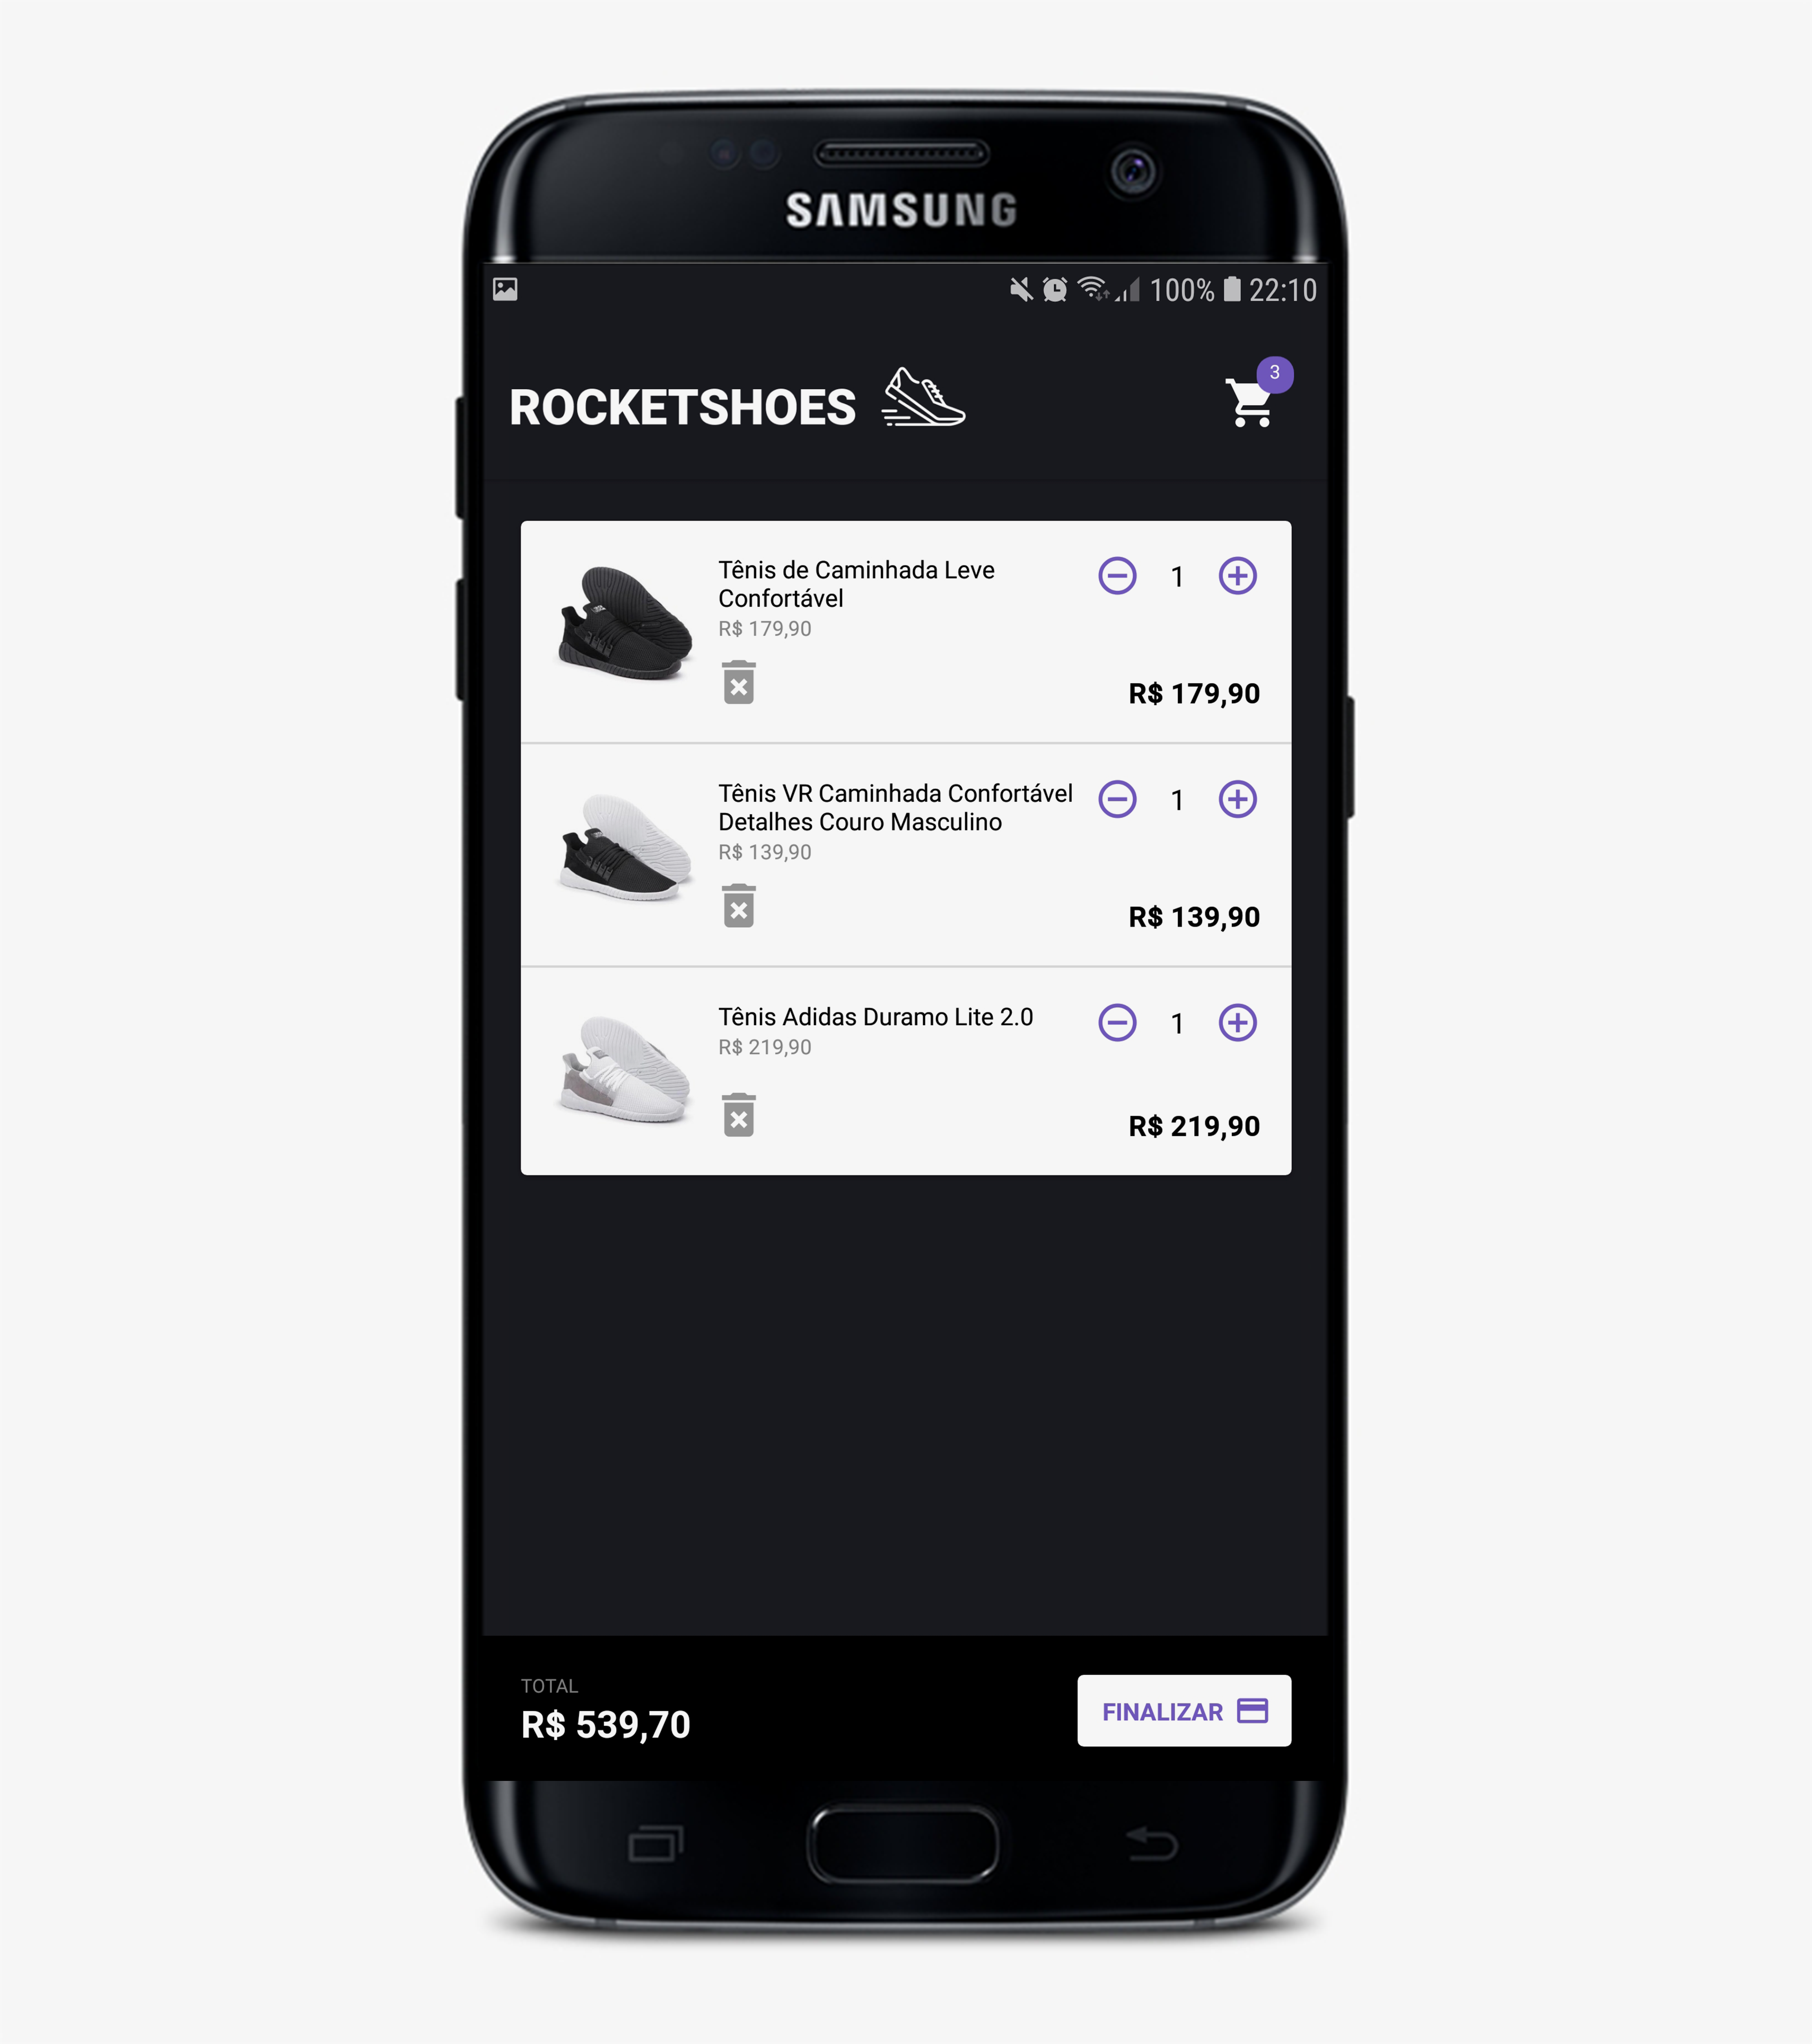 SAMSUNG
100% 22:10
ROCKETSHOES
3
Tênis de Caminhada Leve
Confortável
R$ 179,90
1
R$ 179,90
Tênis VR Caminhada Confortável
Detalhes Couro Masculino
R$ 139,90
1
R$ 139,90
Tênis Adidas Duramo Lite 2.0
R$ 219,90
1
R$ 219,90
TOTAL
R$ 539,70
FINALIZAR